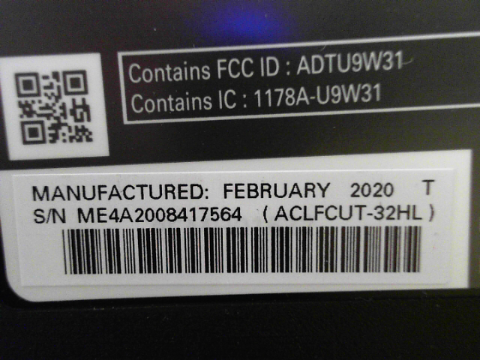 Contains FCC ID : ADTU9W31
Contains IC : 1178A-U9W31
MANUFACTURED: FEBRUARY 2020 T
S/N ME4A2008417564 ( ACLFCUT-32HL )